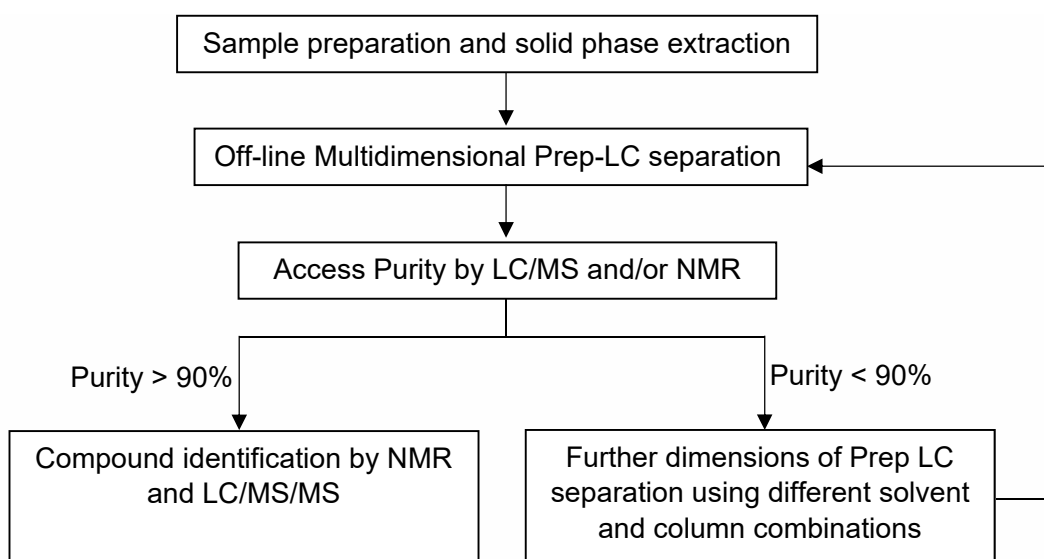 Sample preparation and solid phase extraction
Off-line Multidimensional Prep-LC separation
Access Purity by LC/MS and/or NMR
Purity > 90%
Purity < 90%
Compound identification by NMR
and LC/MS/MS
Further dimensions of Prep LC
separation using different solvent
and column combinations